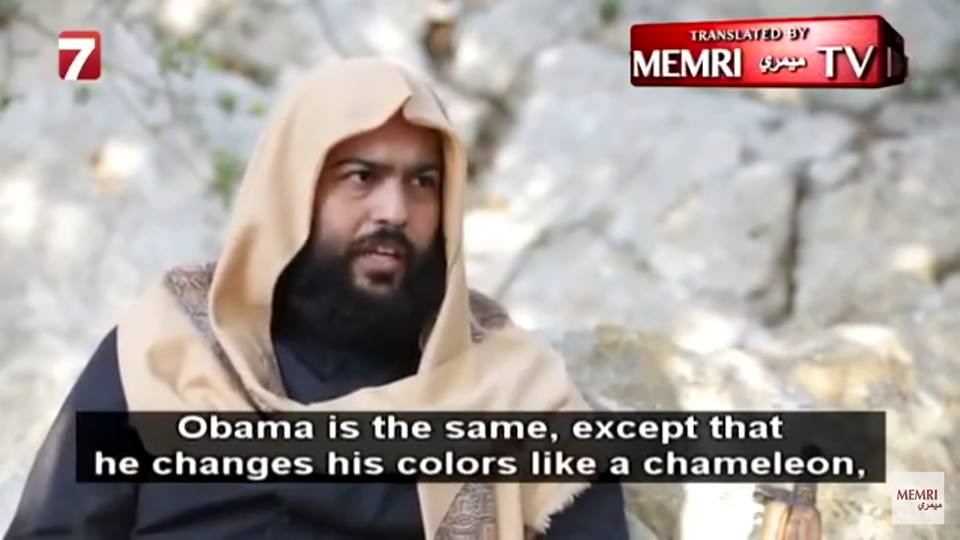 7
TRANSLATED BY
MEMRI ميمري TV
Obama is the same, except that
he changes his colors like a chameleon,
MEMRI
ميمري